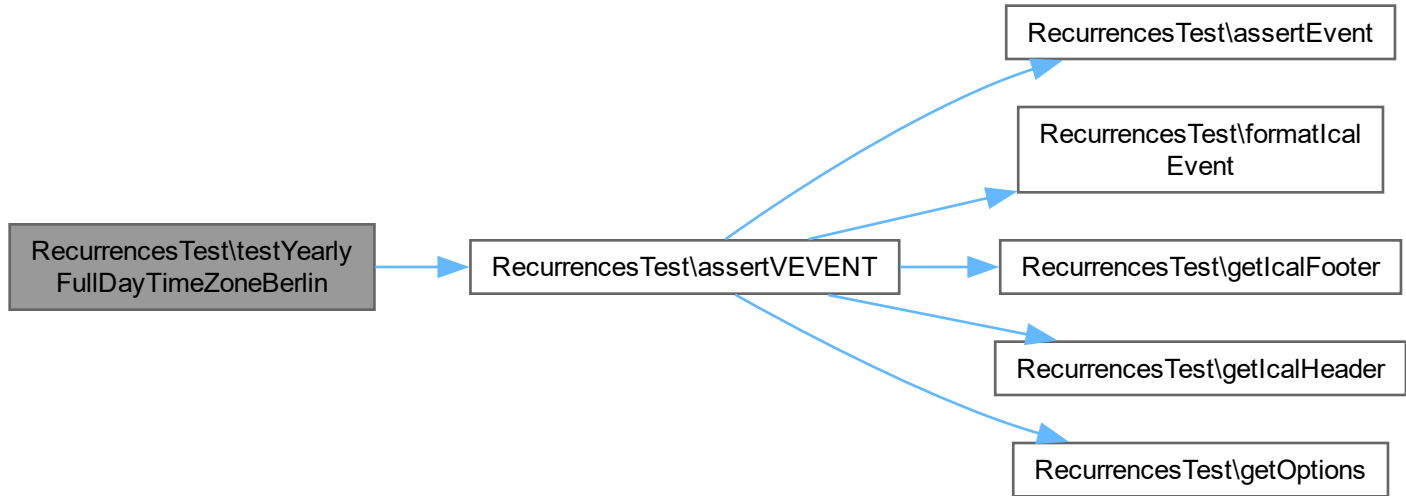 RecurrencesTest\assertEvent
RecurrencesTest\formatIcal
Event
RecurrencesTest\testYearly
FullDayTimeZoneBerlin
RecurrencesTest\assertVEVENT
RecurrencesTest\getIcalFooter
RecurrencesTest\getIcalHeader
RecurrencesTest\getOptions